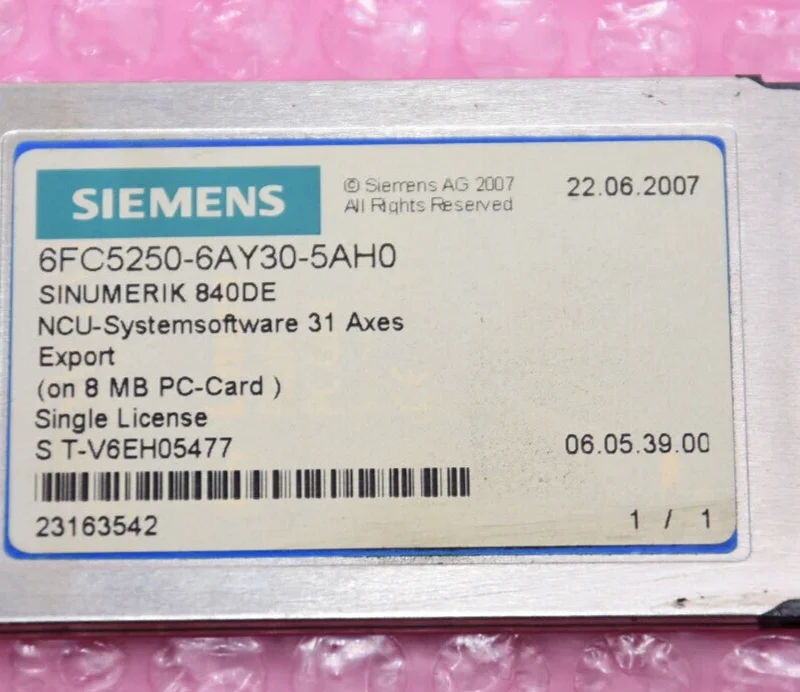 SIEMENS
© Siemens AG 2007
All Rights Reserved
22.06.2007
6FC5250-6AY30-5AH0
SINUMERIK 840DE
NCU-Systemsoftware 31 Axes
Export
(on 8 MB PC-Card )
Single License
S T-V6EH05477
06.05.39.00
23163542
1 / 1